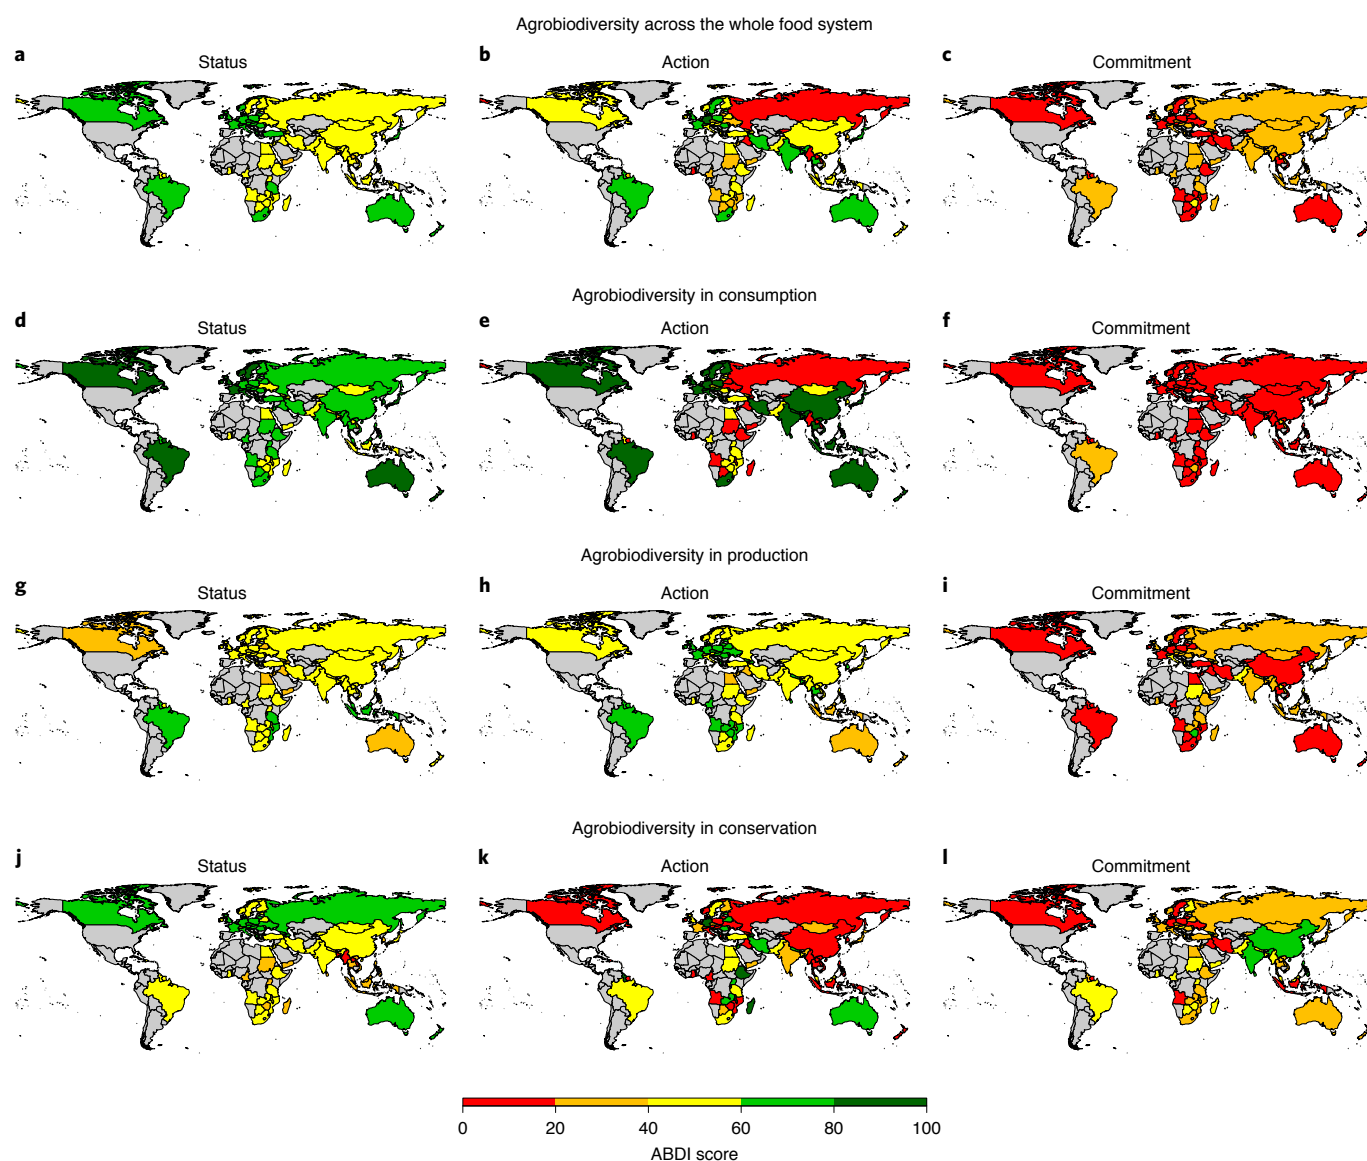 Agrobiodiversity across the whole food system
a Status b Action c Commitment
Agrobiodiversity in consumption
d Status e Action f Commitment
Agrobiodiversity in production
g Status h Action i Commitment
Agrobiodiversity in conservation
j Status k Action l Commitment
0 20 40 60 80 100
ABDI score